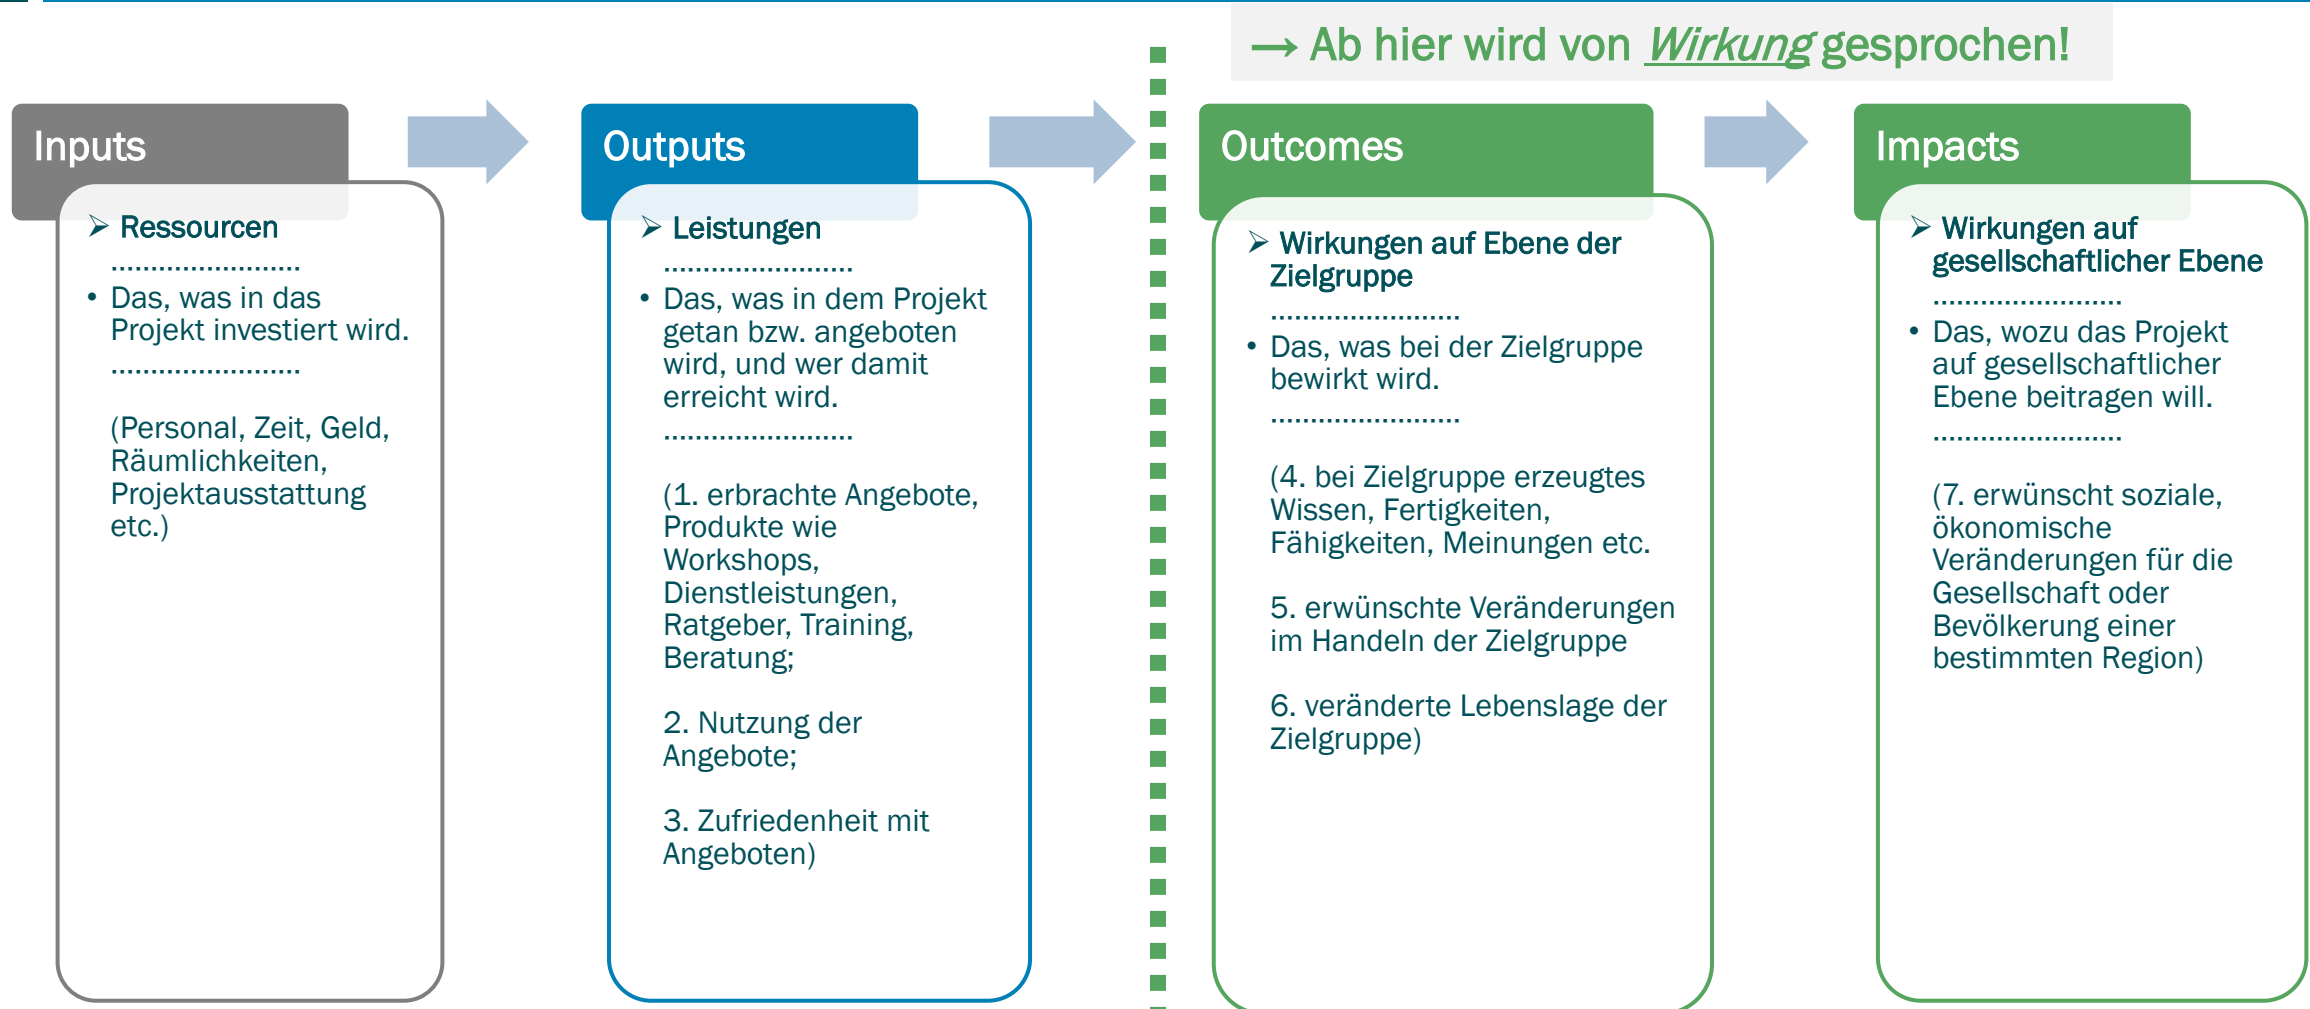 → Ab hier wird von Wirkung gesprochen!
Inputs
➢ Ressourcen
........................
• Das, was in das
Projekt investiert wird.
........................
(Personal, Zeit, Geld,
Räumlichkeiten,
Projektausstattung
etc.)
Outputs
➢ Leistungen
........................
• Das, was in dem Projekt
getan bzw. angeboten
wird, und wer damit
erreicht wird.
........................
(1. erbrachte Angebote,
Produkte wie
Workshops,
Dienstleistungen,
Ratgeber, Training,
Beratung;
2. Nutzung der
Angebote;
3. Zufriedenheit mit
Angeboten)
Outcomes
➢ Wirkungen auf Ebene der
Zielgruppe
........................
• Das, was bei der Zielgruppe
bewirkt wird.
........................
(4. bei Zielgruppe erzeugtes
Wissen, Fertigkeiten,
Fähigkeiten, Meinungen etc.
5. erwünschte Veränderungen
im Handeln der Zielgruppe
6. veränderte Lebenslage der
Zielgruppe)
Impacts
➢ Wirkungen auf
gesellschaftlicher Ebene
........................
• Das, wozu das Projekt
auf gesellschaftlicher
Ebene beitragen will.
........................
(7. erwünscht soziale,
ökonomische
Veränderungen für die
Gesellschaft oder
Bevölkerung einer
bestimmten Region)